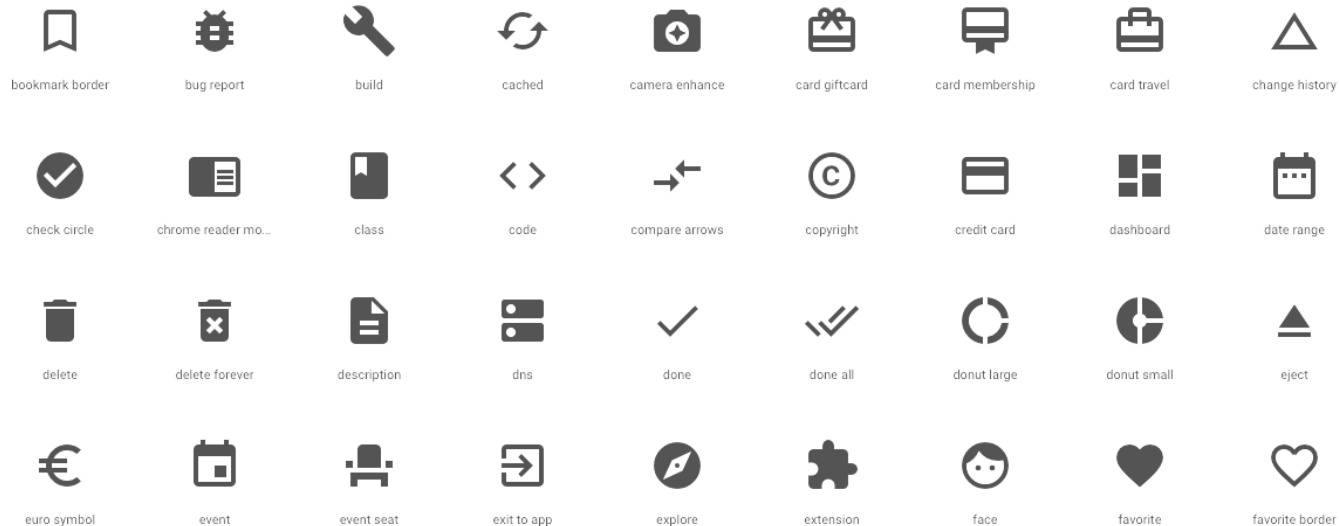 bookmark border bug report build cached camera enhance card giftcard card membership card travel change history
C
check circle chrome reader mo... class code compare arrows copyright credit card dashboard date range
delete delete forever description dns done done all donut large donut small eject
euro symbol event event seat exit to app explore extension face favorite favorite border